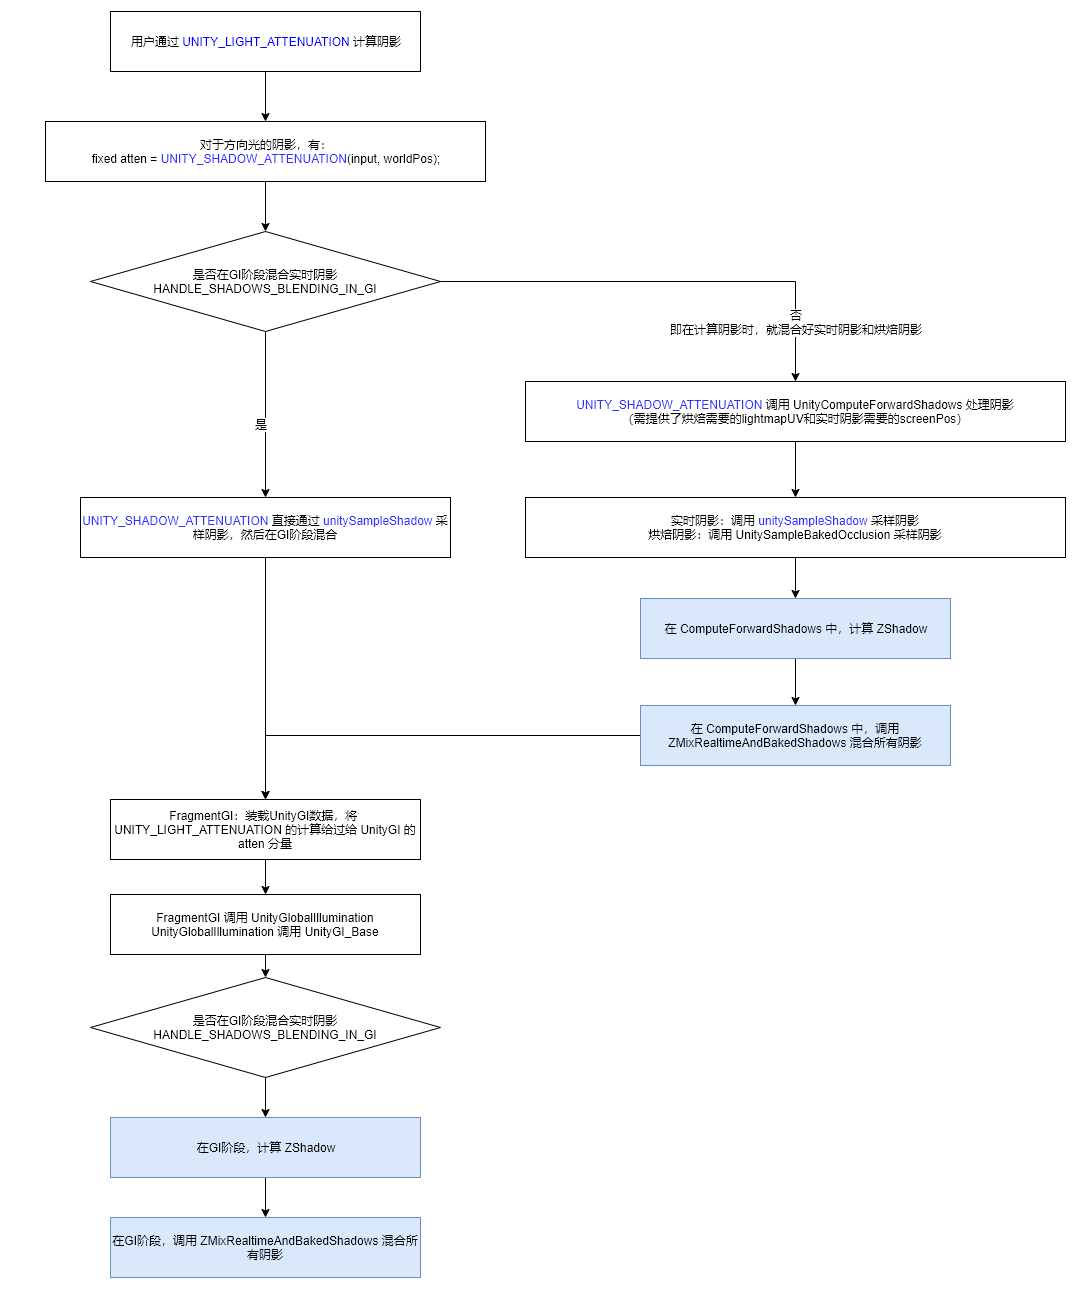 用户通过 UNITY_LIGHT_ATTENUATION 计算阴影
对于方向光的阴影，有：
fixed atten = UNITY_SHADOW_ATTENUATION(input, worldPos);
是否在GI阶段混合实时阴影
HANDLE_SHADOWS_BLENDING_IN_GI
否
即在计算阴影时，就混合好实时阴影和烘焙阴影
UNITY_SHADOW_ATTENUATION 调用 UnityComputeForwardShadows 处理阴影
（需提供了烘焙需要的lightmapUV和实时阴影需要的screenPos）
是
UNITY_SHADOW_ATTENUATION 直接通过 unitySampleShadow 采
样阴影，然后在GI阶段混合
实时阴影：调用 unitySampleShadow 采样阴影
烘焙阴影：调用 UnitySampleBakedOcclusion 采样阴影
在 ComputeForwardShadows 中，计算 ZShadow
在 ComputeForwardShadows 中，调用
ZMixRealtimeAndBakedShadows 混合所有阴影
FragmentGI：装载UnityGI数据，将
UNITY_LIGHT_ATTENUATION 的计算给过给 UnityGI 的
atten 分量
FragmentGI 调用 UnityGlobalIllumination
UnityGlobalIllumination 调用 UnityGI_Base
是否在GI阶段混合实时阴影
HANDLE_SHADOWS_BLENDING_IN_GI
在GI阶段，计算 ZShadow
在GI阶段，调用 ZMixRealtimeAndBakedShadows 混合所
有阴影